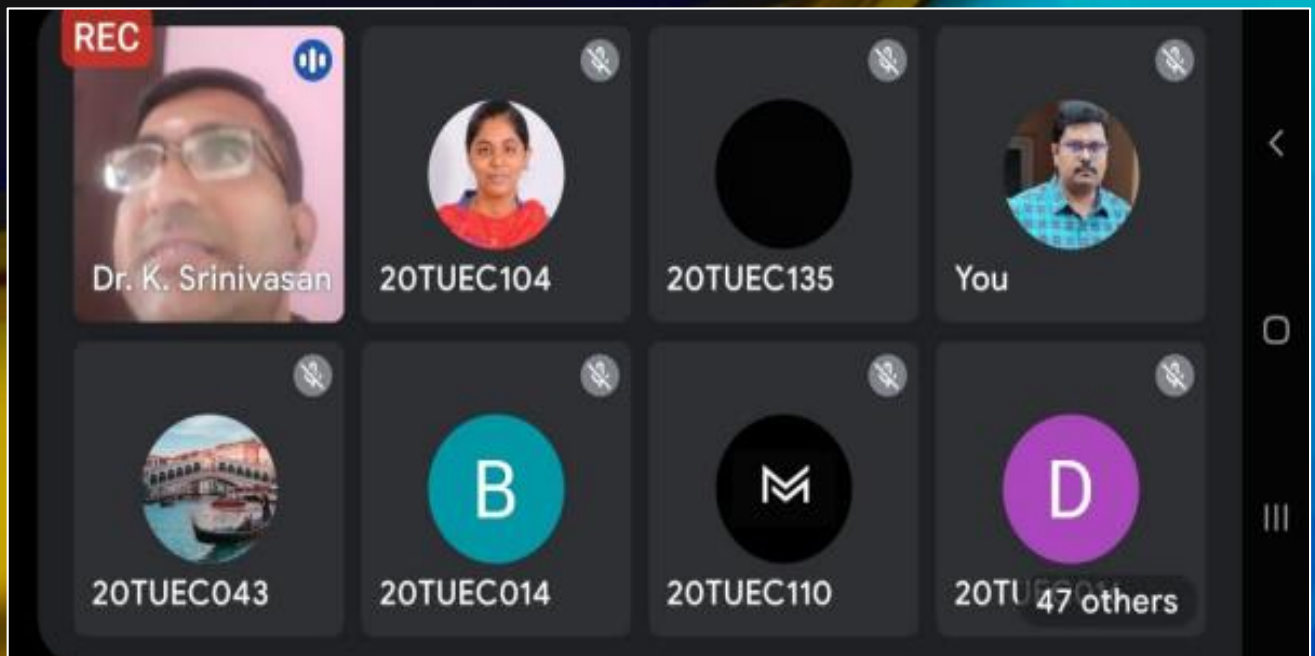 REC
Dr. K. Srinivasan
20TUEC104
20TUEC135
You
B
M
D
20TUEC043
20TUEC014
20TUEC110
47 others